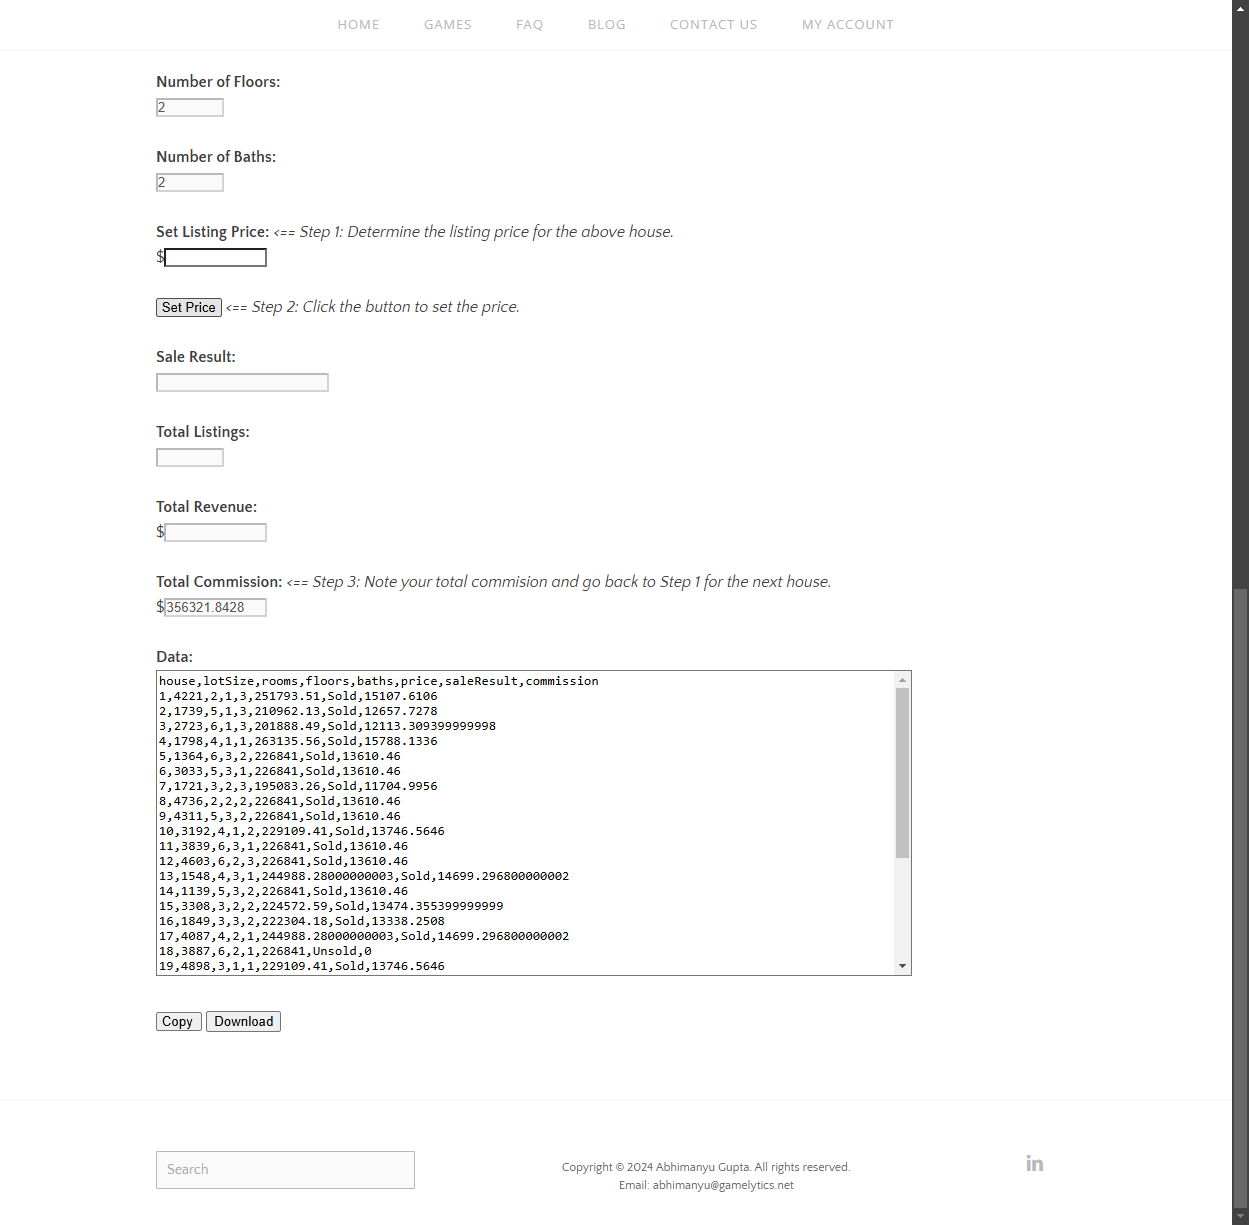 HOME GAMES FAQ BLOG CONTACT US MY ACCOUNT
Number of Floors:
2
Number of Baths:
2
Set Listing Price: <== Step 1: Determine the listing price for the above house.
$
Set Price <== Step 2: Click the button to set the price.
Sale Result:
Total Listings:
Total Revenue:
$
Total Commission: <== Step 3: Note your total commision and go back to Step 1 for the next house.
$356321.8428
Data:
house,lotSize,rooms,floors,baths,price,saleResult,commission
1,4221,2,1,3,251793.51,Sold,15107.6106
2,1739,5,1,3,210962.13,Sold,12657.7278
3,2723,6,1,3,201888.49,Sold,12113.309399999998
4,1798,4,1,1,263135.56,Sold,15788.1336
5,1364,6,3,2,226841,Sold,13610.46
6,3033,5,3,1,226841,Sold,13610.46
7,1721,3,2,3,195083.26,Sold,11704.9956
8,4736,2,2,2,226841,Sold,13610.46
9,4311,5,3,2,226841,Sold,13610.46
10,3192,4,1,2,229109.41,Sold,13746.5646
11,3839,6,3,1,226841,Sold,13610.46
12,4603,6,2,3,226841,Sold,13610.46
13,1548,4,3,1,244988.28000000003,Sold,14699.296800000002
14,1139,5,3,2,226841,Sold,13610.46
15,3308,3,2,2,224572.59,Sold,13474.355399999999
16,1849,3,3,2,222304.18,Sold,13338.2508
17,4087,4,2,1,244988.28000000003,Sold,14699.296800000002
18,3887,6,2,1,226841,Unsold,0
19,4898,3,1,1,229109.41,Sold,13746.5646
Copy Download
Search
Copyright © 2024 Abhimanyu Gupta. All rights reserved.
Email: abhimanyu@gamelytics.net
in